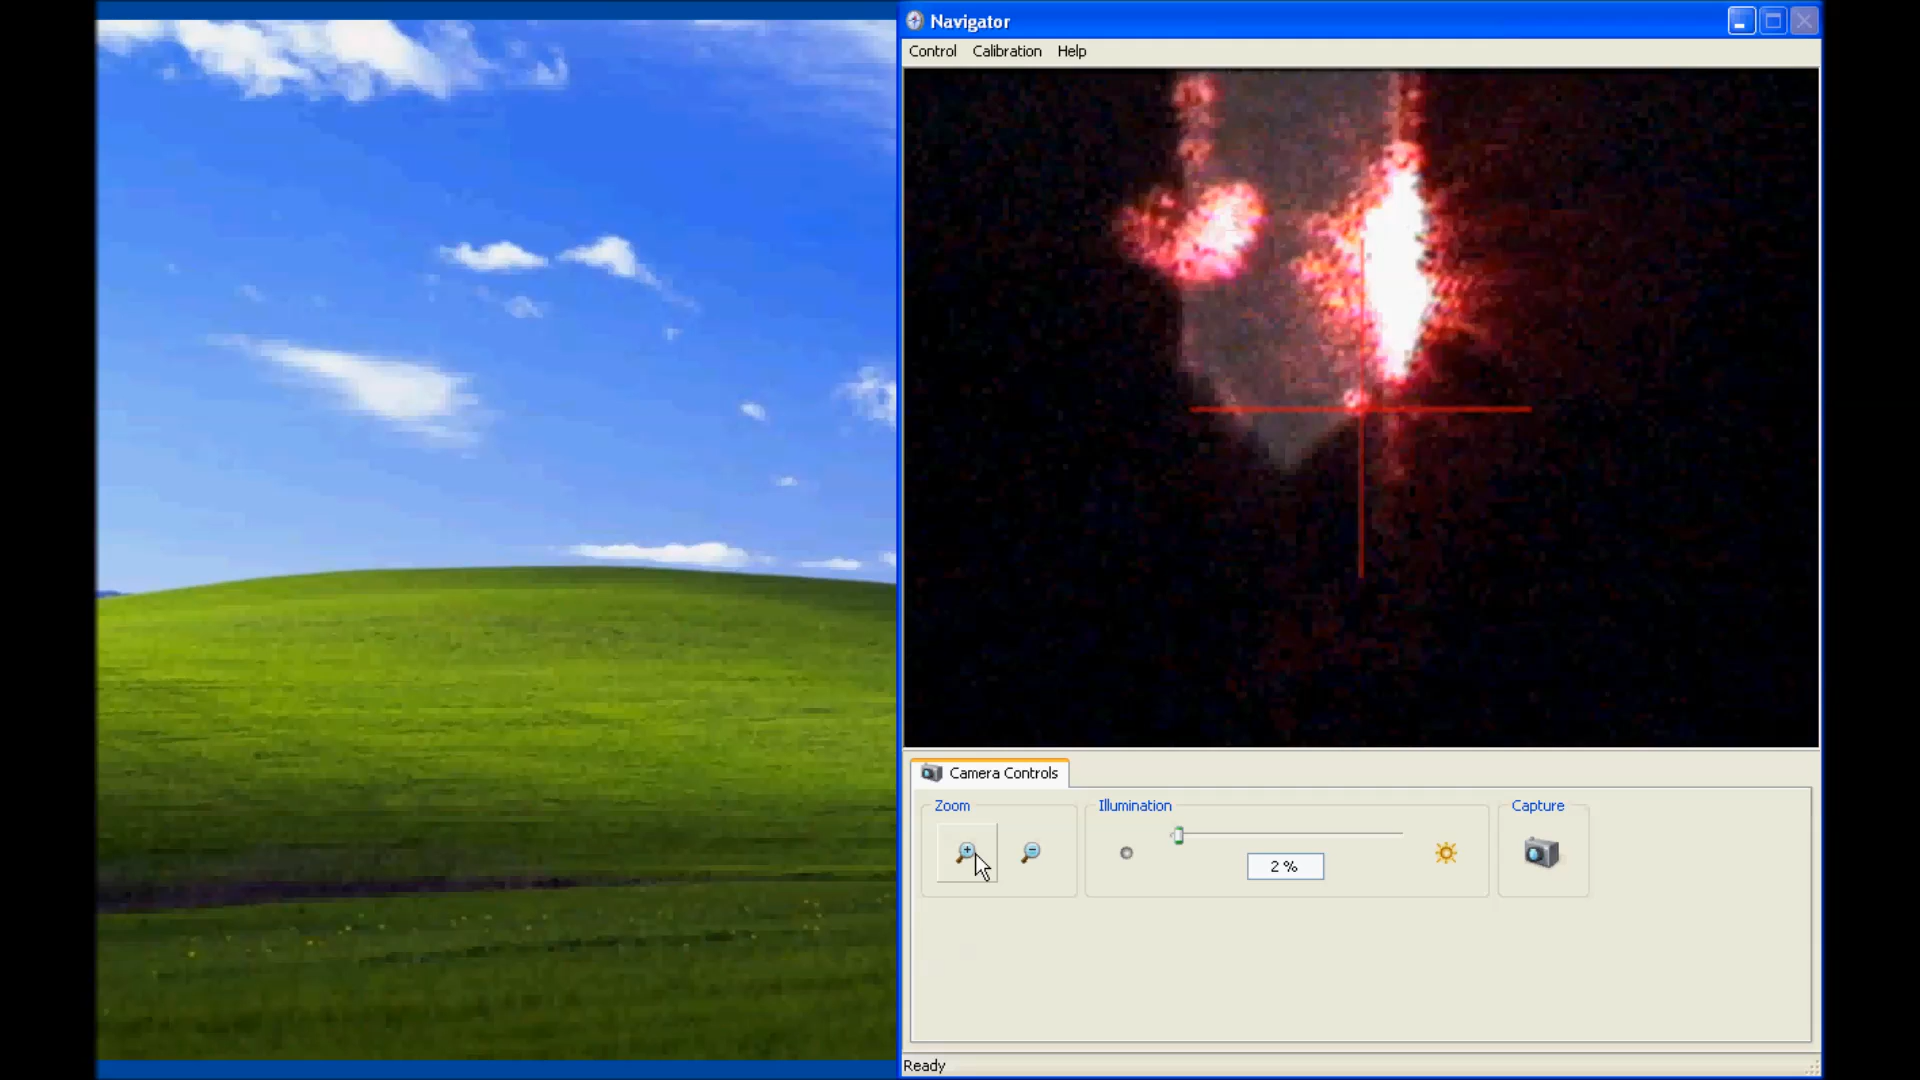 Navigator
Control Calibration Help
Camera Controls
Zoom Illumination Capture
2 %
Ready